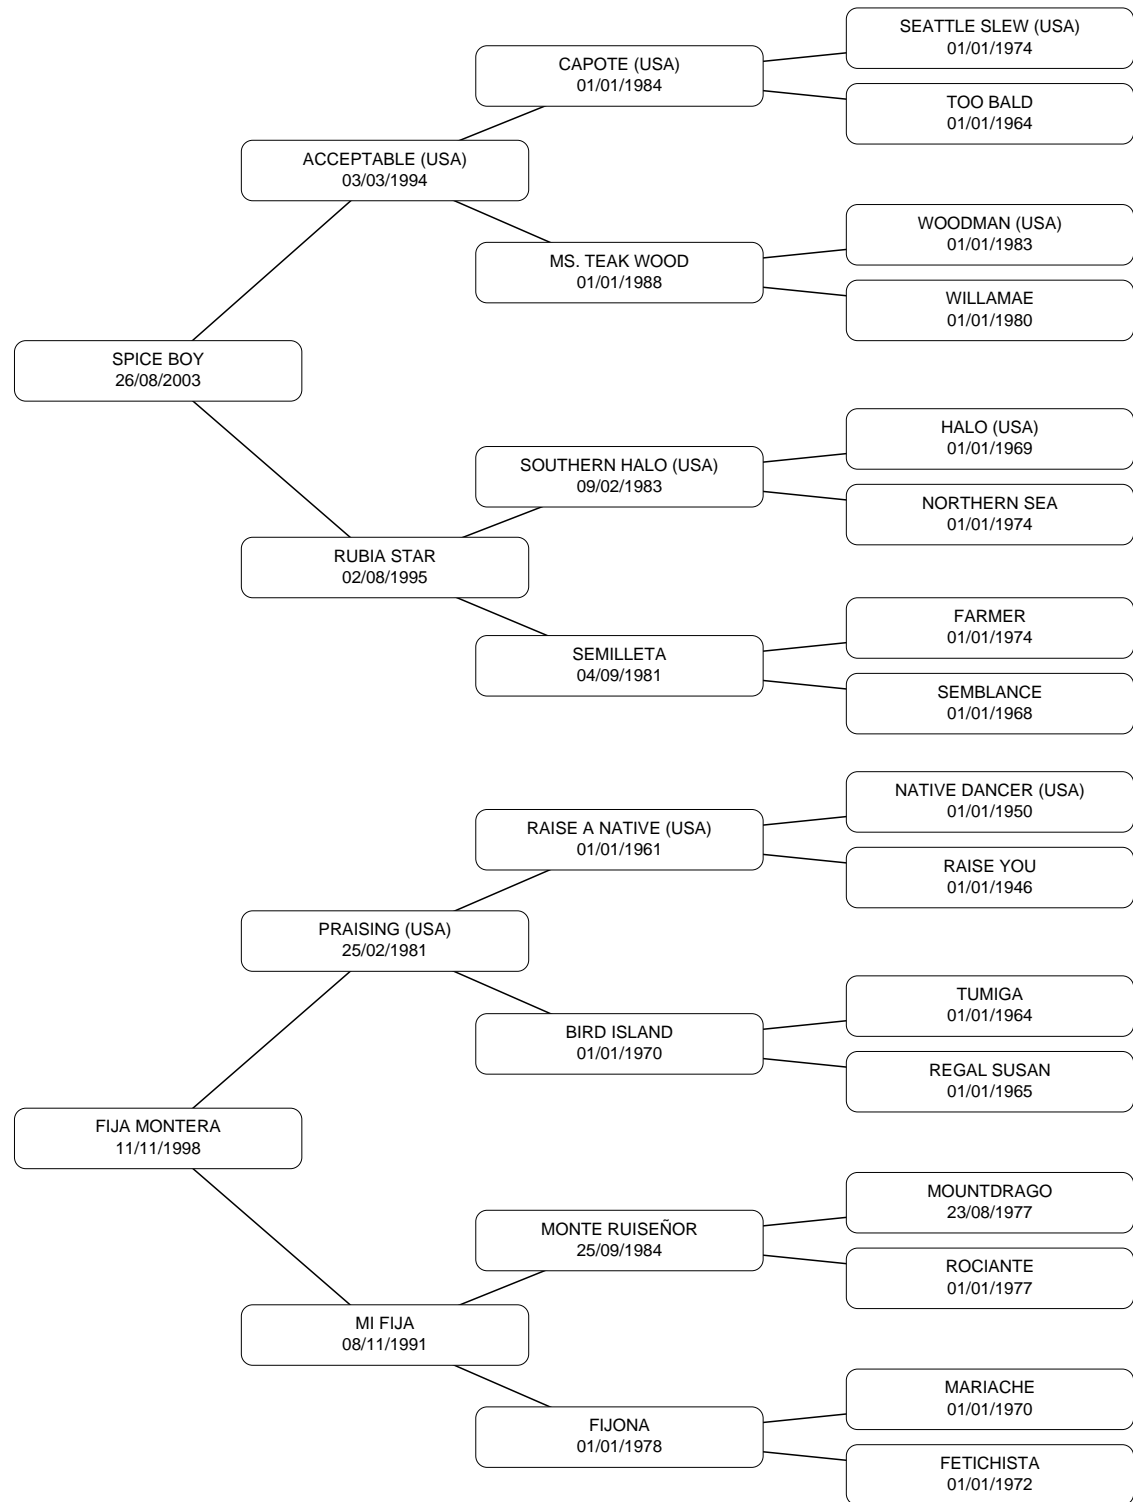 SEATTLE SLEW (USA)
01/01/1974
CAPOTE (USA)
01/01/1984
TOO BALD
01/01/1964
ACCEPTABLE (USA)
03/03/1994
WOODMAN (USA)
01/01/1983
MS. TEAK WOOD
01/01/1988
WILLAMAE
01/01/1980
SPICE BOY
26/08/2003
HALO (USA)
01/01/1969
SOUTHERN HALO (USA)
09/02/1983
NORTHERN SEA
01/01/1974
RUBIA STAR
02/08/1995
FARMER
01/01/1974
SEMILLETA
04/09/1981
SEMBLANCE
01/01/1968
NATIVE DANCER (USA)
01/01/1950
RAISE A NATIVE (USA)
01/01/1961
RAISE YOU
01/01/1946
PRAISING (USA)
25/02/1981
TUMIGA
01/01/1964
BIRD ISLAND
01/01/1970
REGAL SUSAN
01/01/1965
FIJA MONTERA
11/11/1998
MOUNTDRAGO
23/08/1977
MONTE RUISEÑOR
25/09/1984
ROCIANTE
01/01/1977
MI FIJA
08/11/1991
MARIACHE
01/01/1970
FIJONA
01/01/1978
FETICHISTA
01/01/1972